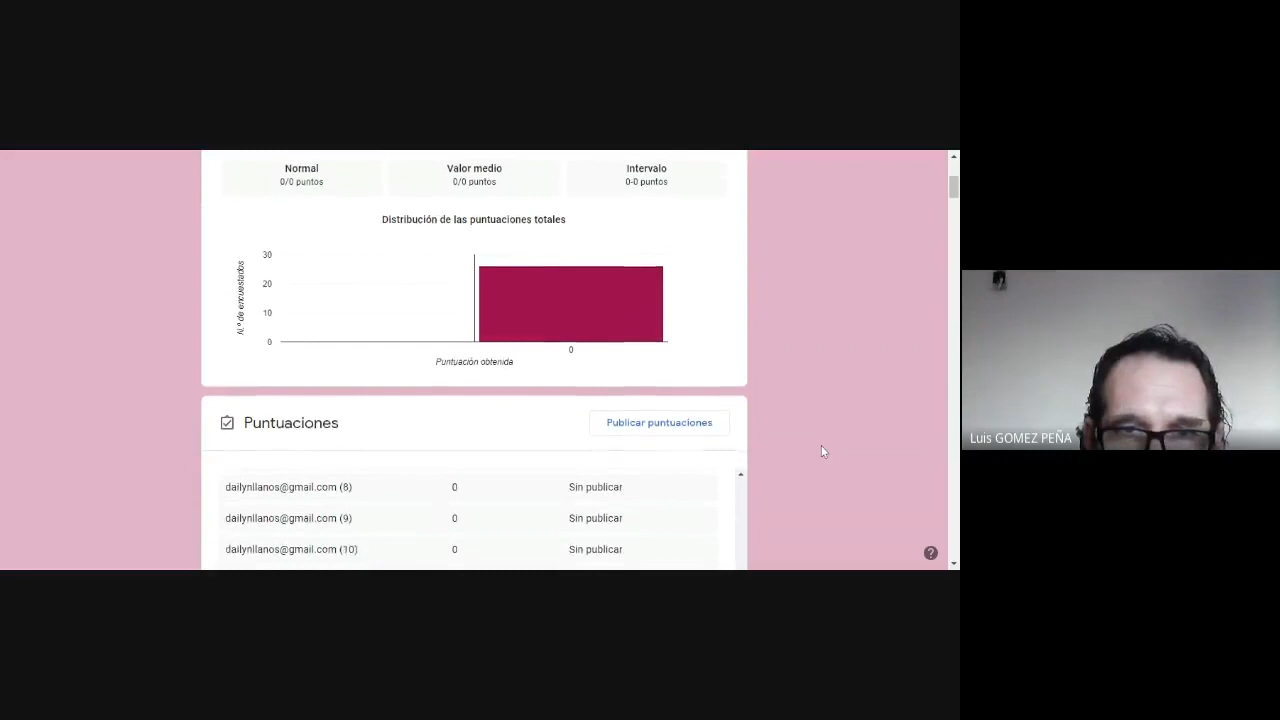 Normal Valor medio Intervalo
0/0 puntos 0/0 puntos 0-0 puntos
Distribución de las puntuaciones totales
30
20
10
0
N.º de encuestados
0
Puntuación obtenida
Puntuaciones Publicar puntuaciones
dailynllanos@gmail.com (8) 0 Sin publicar
dailynllanos@gmail.com (9) 0 Sin publicar
dailynllanos@gmail.com (10) 0 Sin publicar
?
Luis GOMEZ PEÑA